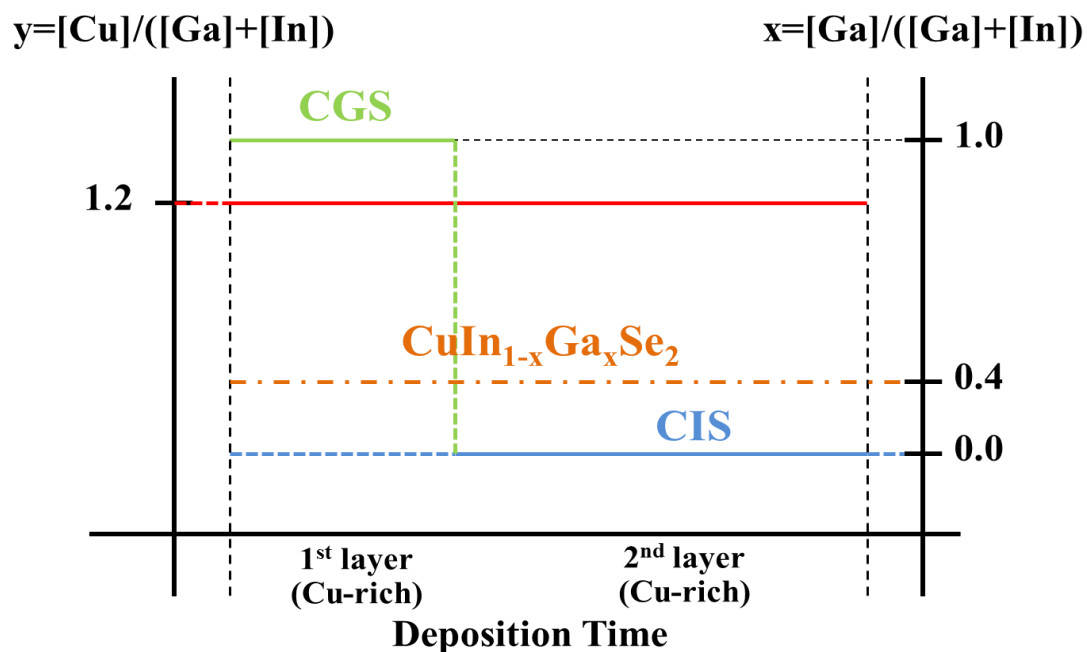 y=[Cu]/([Ga]+[In])
x=[Ga]/([Ga]+[In])
CGS
1.0
1.2
CuIn1-xGaxSe2
0.4
CIS
0.0
1st layer
(Cu-rich)
2nd layer
(Cu-rich)
Deposition Time